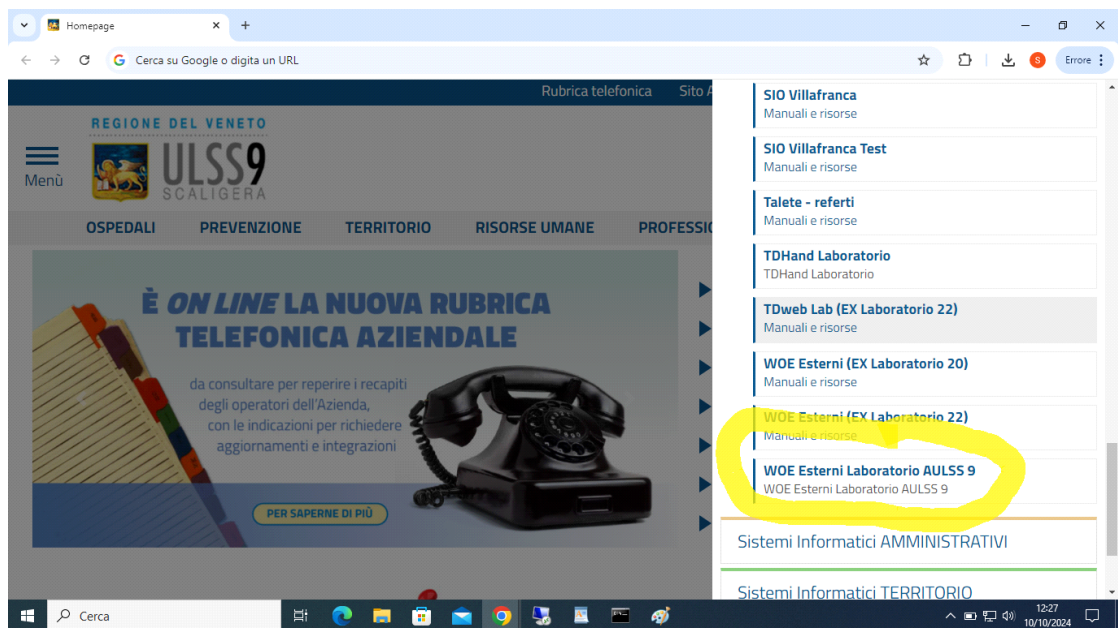 Homepage
Cerca su Google o digita un URL
S
Errore
Rubrica telefonica Sito A
REGIONE DEL VENETO
ULSS9
SCALIGERA
Menù
OSPEDALI PREVENZIONE TERRITORIO RISORSE UMANE PROFESSIO
È ON LINE LA NUOVA RUBRICA
TELEFONICA AZIENDALE
da consultare per reperire i recapiti
degli operatori dell'Azienda,
con le indicazioni per richiedere
aggiornamenti e integrazioni
PER SAPERNE DI PIÙ
SIO Villafranca
Manuali e risorse
SIO Villafranca Test
Manuali e risorse
Talete - referti
Manuali e risorse
TDHand Laboratorio
TDHand Laboratorio
TDweb Lab (EX Laboratorio 22)
Manuali e risorse
WOE Esterni (EX Laboratorio 20)
Manuali e risorse
WOE Esterni (EX Laboratorio 22)
Manuali e risorse
WOE Esterni Laboratorio AULSS 9
WOE Esterni Laboratorio AULSS 9
Sistemi Informatici AMMINISTRATIVI
Sistemi Informatici TERRITORIO
Cerca
12:27
10/10/2024